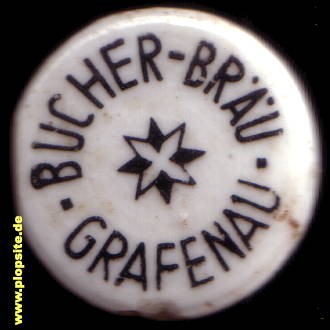 BUCHER-BRÄU
· GRAFENAU ·
www.plopsite.de